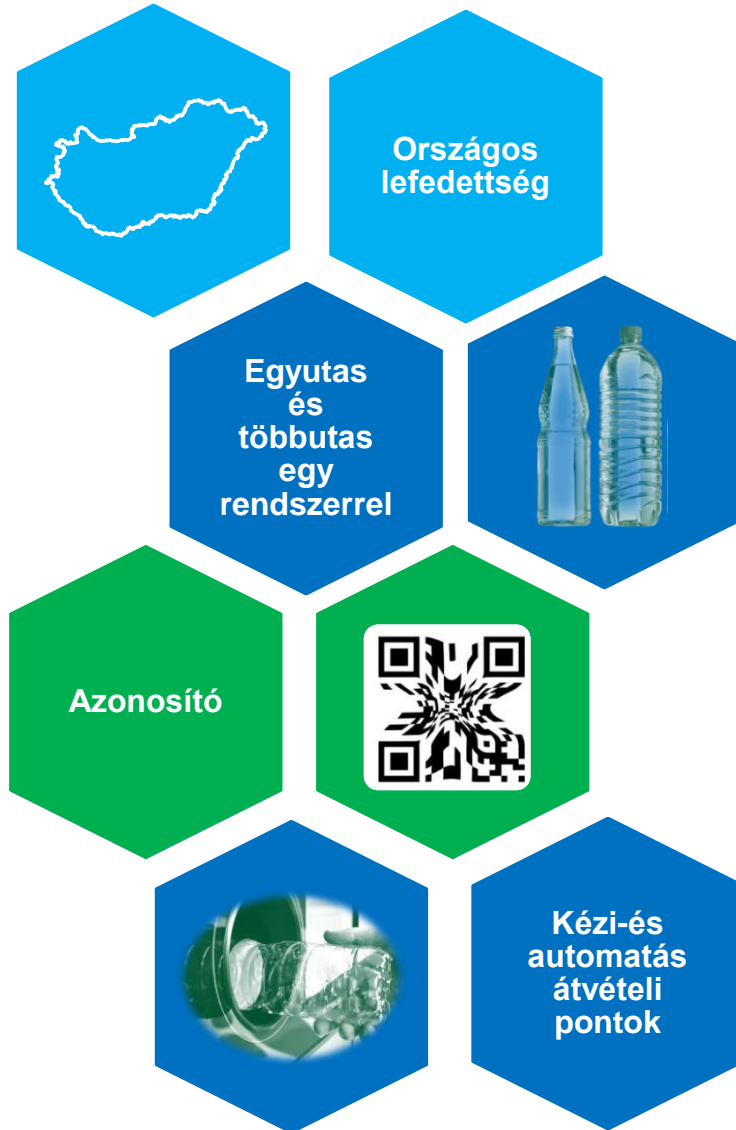 Országos
lefedettség
Egyutas
és
többutas
egy
rendszerrel
Azonosító
Kézi-és
automatás
átvételi
pontok